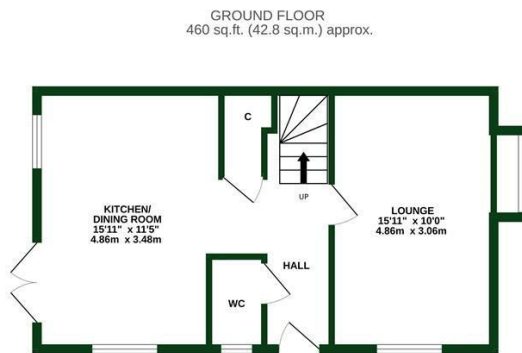 GROUND FLOOR
460 sq.ft. (42.8 sq.m.) approx.
C
UP
KITCHEN/
DINING ROOM
15'11" x 11'5"
4.86m x 3.48m
LOUNGE
15'11" x 10'0"
4.86m x 3.06m
HALL
WC